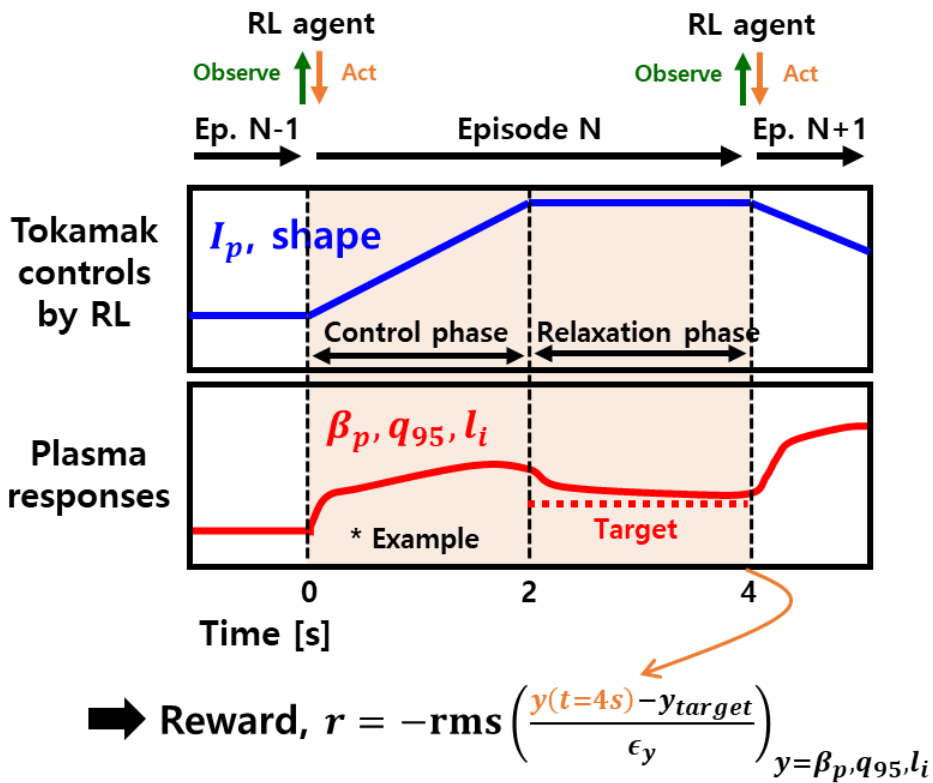 RL agent RL agent
Observe Act Observe Act
Ep. N-1 Episode N Ep. N+1
Tokamak
controls
by RL
I_p, shape
Control phase Relaxation phase
Plasma
responses
β_p, q_95, l_i
* Example
Target
0 2 4
Time [s]
Reward, r = −rms ( (y(t=4s)−y_target) / ϵ_y )_{y=β_p,q_95,l_i}